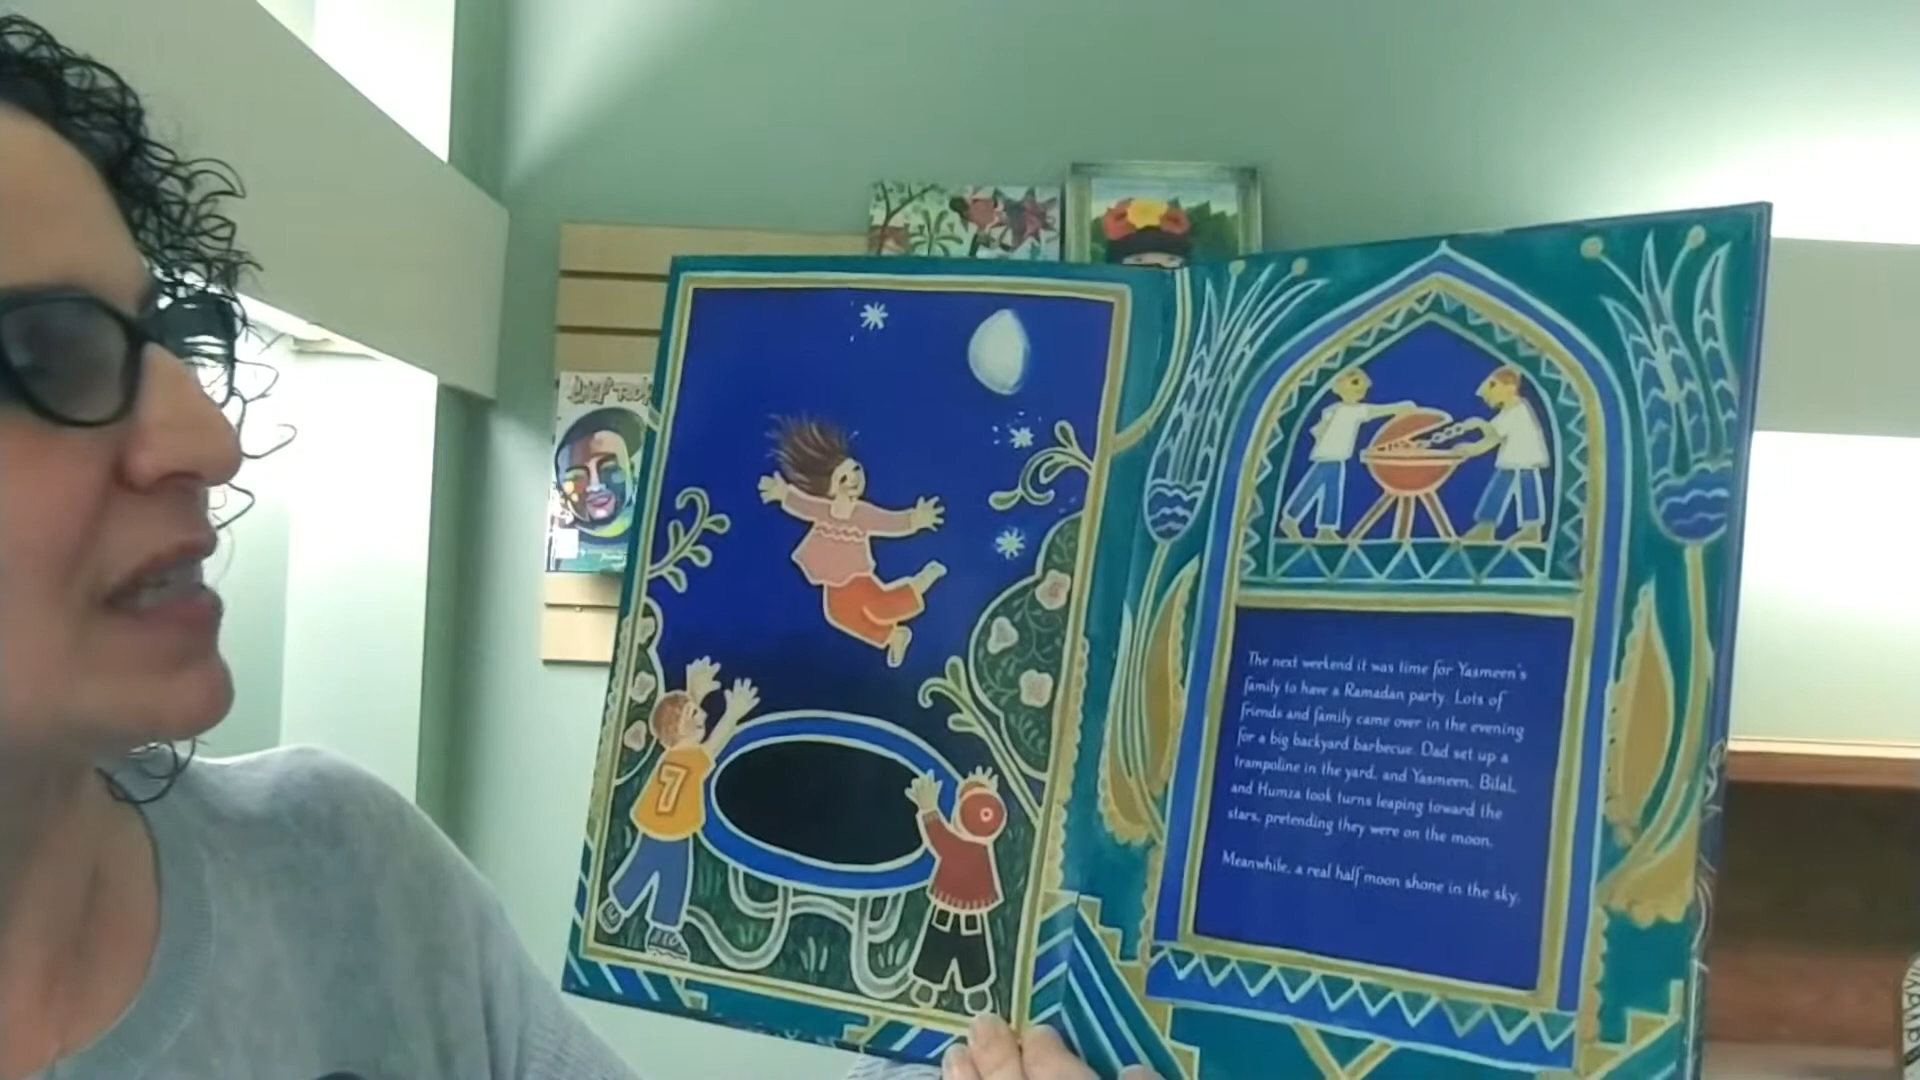 7
The next weekend it was time for Yasmeen's
family to have a Ramadan party. Lots of
friends and family came over in the evening
for a big backyard barbecue. Dad set up a
trampoline in the yard, and Yasmeen, Bilal,
and Humza took turns leaping toward the
stars, pretending they were on the moon.
Meanwhile, a real half moon shone in the sky.